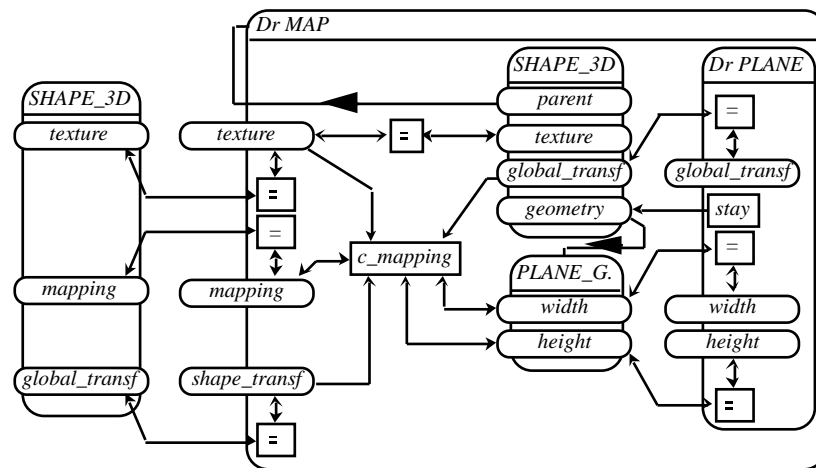 Dr MAP
SHAPE_3D
Dr PLANE
SHAPE_3D
parent
=
texture
texture
=
texture
global_transf
global_transf
=
geometry
stay
=
=
c_mapping
PLANE_G.
mapping
mapping
width
width
height
height
global_transf
shape_transf
=
=